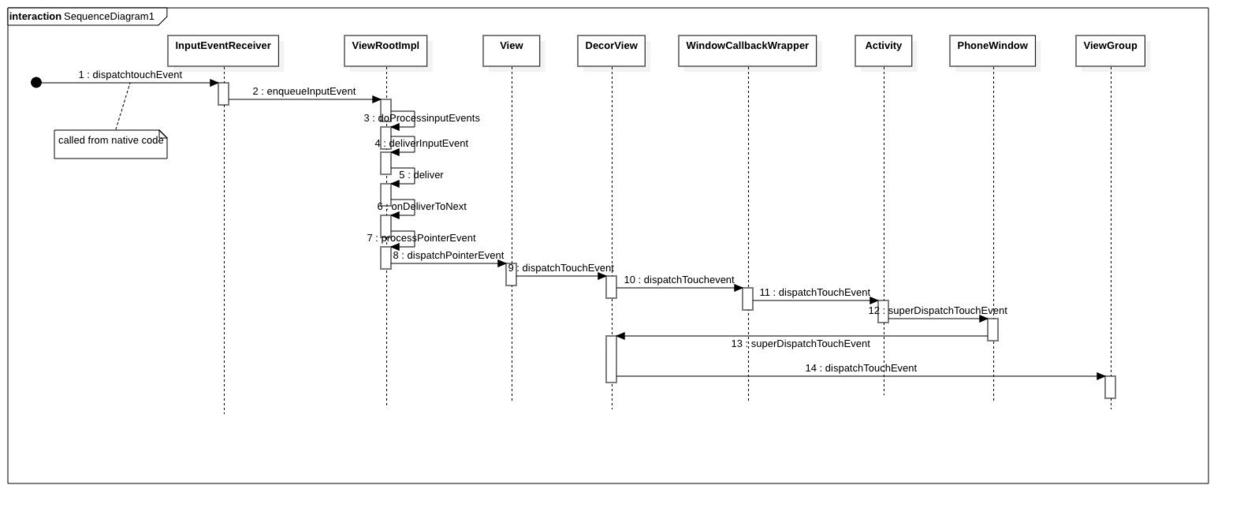 interaction SequenceDiagram1
InputEventReceiver
ViewRootImpl
View
DecorView
WindowCallbackWrapper
Activity
PhoneWindow
ViewGroup
1 : dispatchtouchEvent
2 : enqueueInputEvent
3 : doProcessinputEvents
called from native code
4 : deliverInputEvent
5 : deliver
6 : onDeliverToNext
7 : processPointerEvent
8 : dispatchPointerEvent
9 : dispatchTouchEvent
10 : dispatchTouchevent
11 : dispatchTouchEvent
12 : superDispatchTouchEvent
13 : superDispatchTouchEvent
14 : dispatchTouchEvent